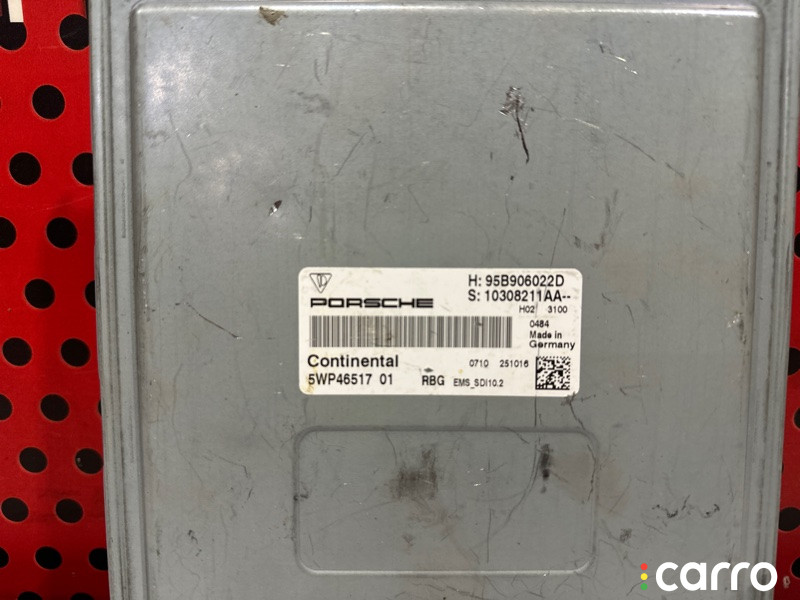 H: 95B906022D
PORSCHE
S: 10308211AA--
H02 3100
0484
Made in
Germany
Continental
0710 251016
5WP46517 01 RBG EMS_SDI10.2
carro